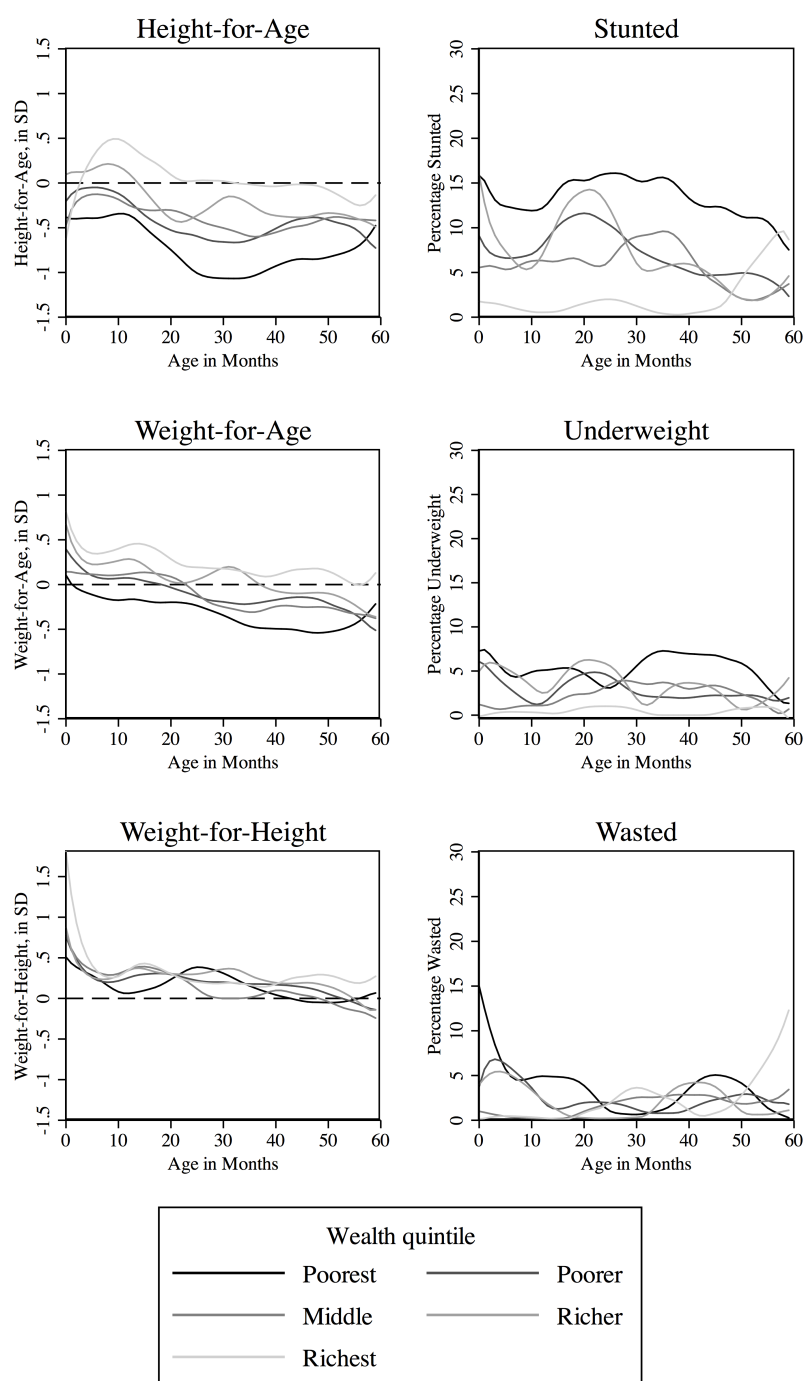 Height-for-Age
Height-for-Age, in SD
1.5
1
.5
0
-.5
-1
-1.5
0 10 20 30 40 50 60
Age in Months
Stunted
Percentage Stunted
30
25
20
15
10
5
0
0 10 20 30 40 50 60
Age in Months
Weight-for-Age
Weight-for-Age, in SD
1.5
1
.5
0
-.5
-1
-1.5
0 10 20 30 40 50 60
Age in Months
Underweight
Percentage Underweight
30
25
20
15
10
5
0
0 10 20 30 40 50 60
Age in Months
Weight-for-Height
Weight-for-Height, in SD
1.5
1
.5
0
-.5
-1
-1.5
0 10 20 30 40 50 60
Age in Months
Wasted
Percentage Wasted
30
25
20
15
10
5
0
0 10 20 30 40 50 60
Age in Months
Wealth quintile
Poorest Poorer
Middle Richer
Richest